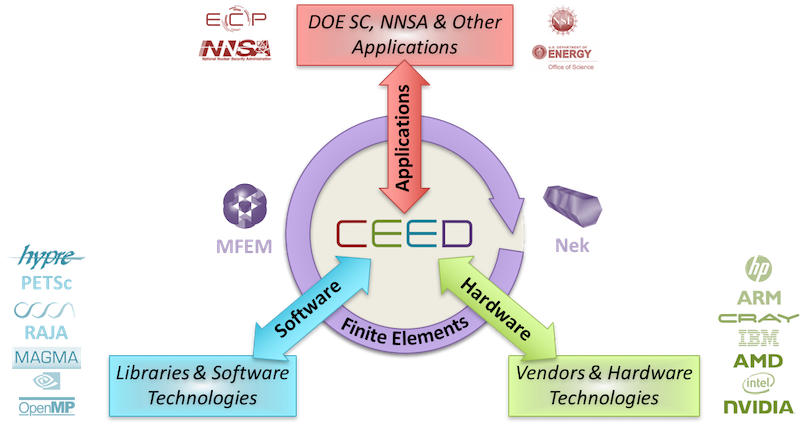 ECP
NNSA
National Nuclear Security Administration
DOE SC, NNSA & Other
Applications
NSF
U.S. DEPARTMENT OF
ENERGY
Office of Science
Applications
MFEM
CEED
Nek
hypre
PETSc
RAJA
MAGMA
OpenMP
Software
Finite Elements
Hardware
Libraries & Software
Technologies
Vendors & Hardware
Technologies
hp
ARM
CRAY
IBM
AMD
intel
NVIDIA